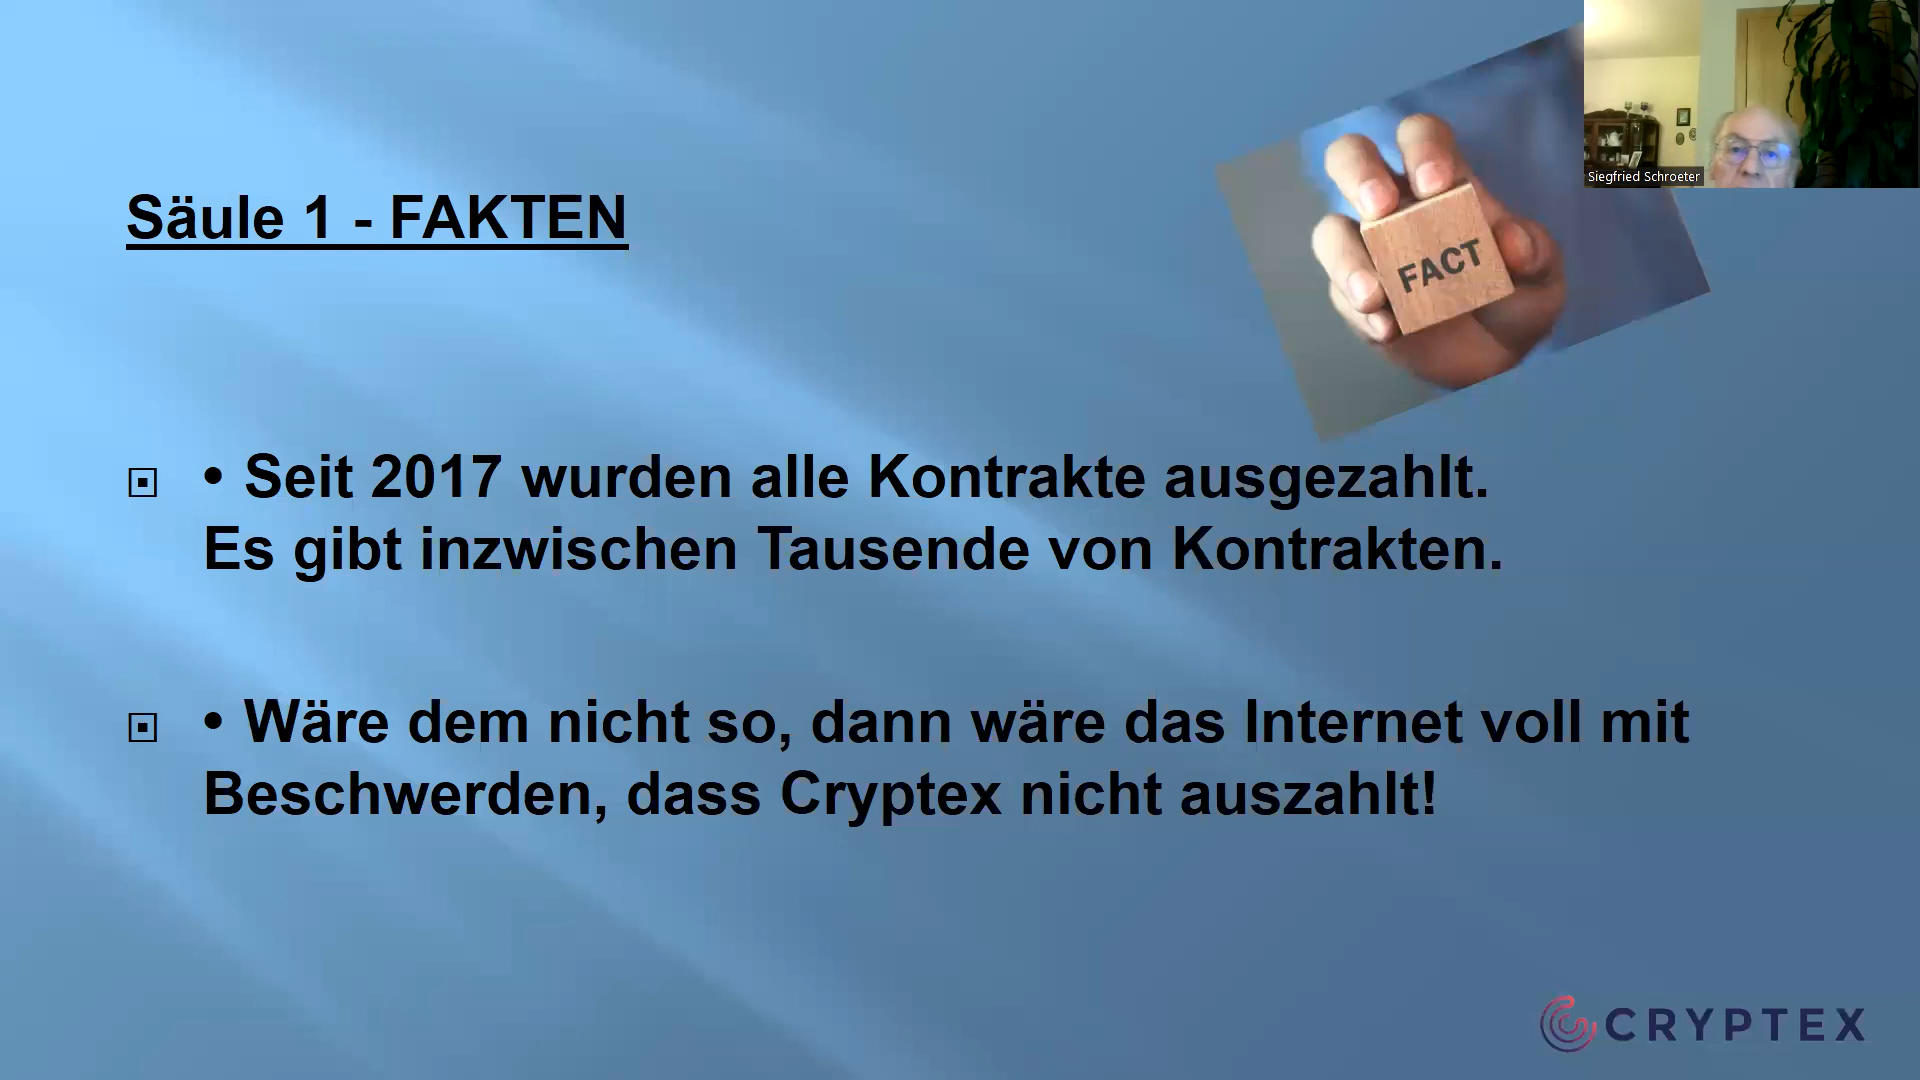 Siegfried Schroeter
Säule 1 - FAKTEN
FACT
• Seit 2017 wurden alle Kontrakte ausgezahlt.
Es gibt inzwischen Tausende von Kontrakten.
• Wäre dem nicht so, dann wäre das Internet voll mit
Beschwerden, dass Cryptex nicht auszahlt!
CRYPTEX